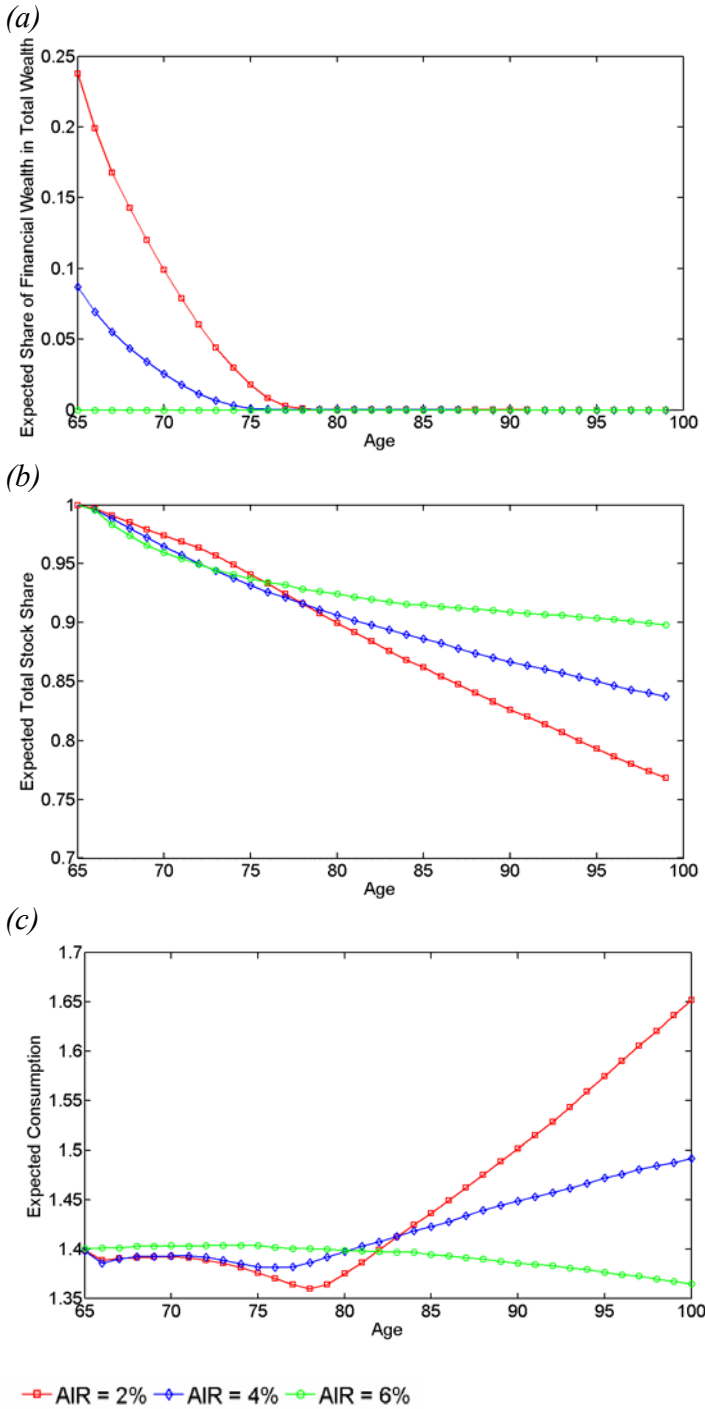 (a)
Expected Share of Financial Wealth in Total Wealth
0.25
0.2
0.15
0.1
0.05
0
65 70 75 80 85 90 95 100
Age
(b)
Expected Total Stock Share
1
0.95
0.9
0.85
0.8
0.75
0.7
65 70 75 80 85 90 95 100
Age
(c)
Expected Consumption
1.7
1.65
1.6
1.55
1.5
1.45
1.4
1.35
65 70 75 80 85 90 95 100
Age
AIR = 2% AIR = 4% AIR = 6%